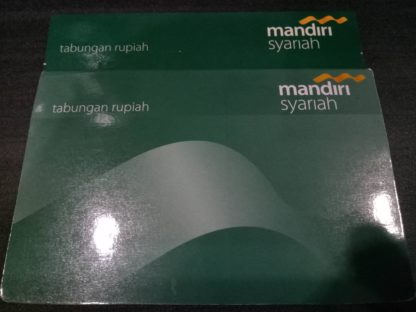 tabungan rupiah
mandiri
syariah
tabungan rupiah
mandiri
syariah